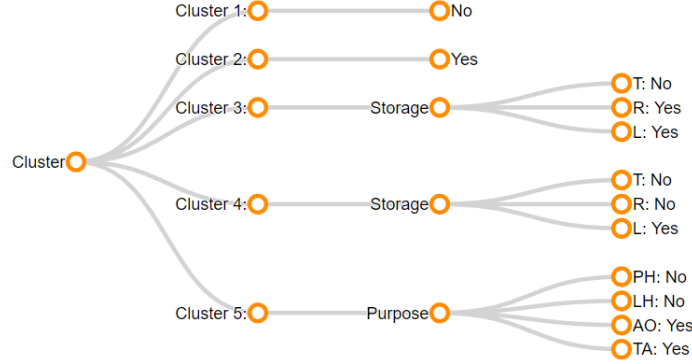 Cluster 1: No
Cluster 2: Yes
T: No
Cluster 3: Storage R: Yes
L: Yes
Cluster
T: No
Cluster 4: Storage R: No
L: Yes
PH: No
LH: No
Cluster 5: Purpose
AO: Yes
TA: Yes